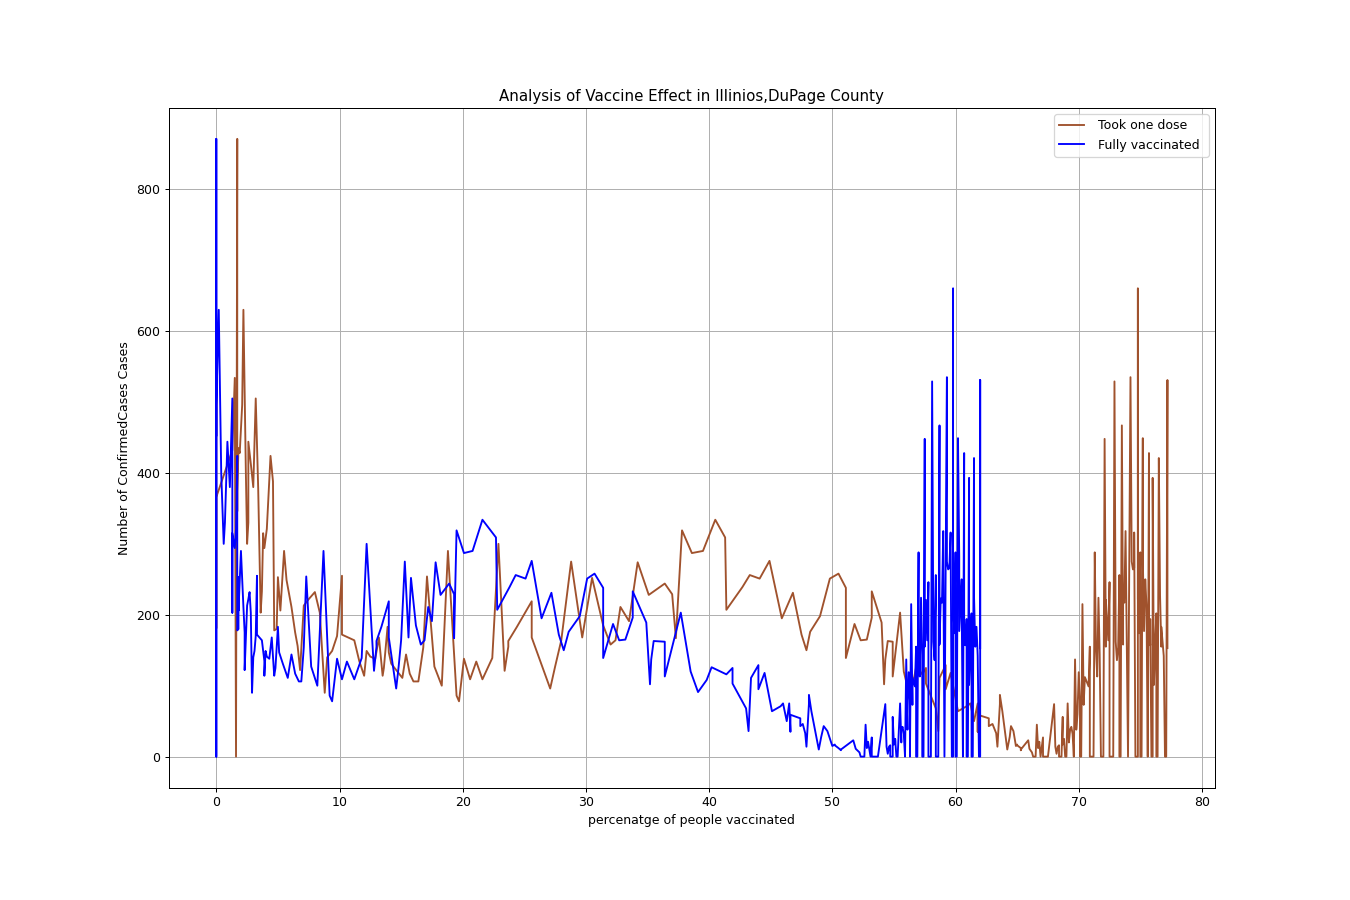 Analysis of Vaccine Effect in Illinios,DuPage County
Took one dose
Fully vaccinated
Number of ConfirmedCases Cases
800
600
400
200
0
0 10 20 30 40 50 60 70 80
percenatge of people vaccinated